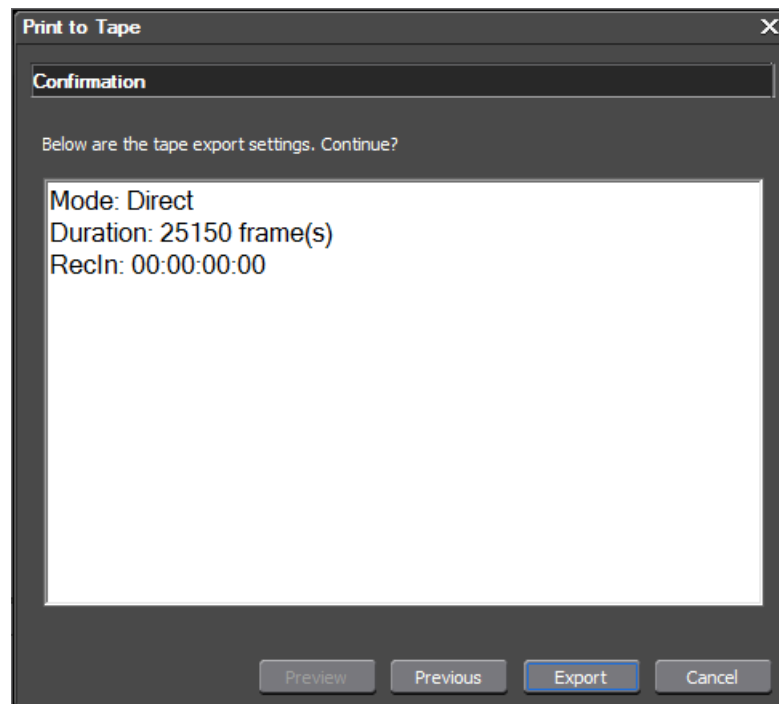 Print to Tape X
Confirmation
Below are the tape export settings. Continue?
Mode: Direct
Duration: 25150 frame(s)
RecIn: 00:00:00:00
Preview Previous Export Cancel